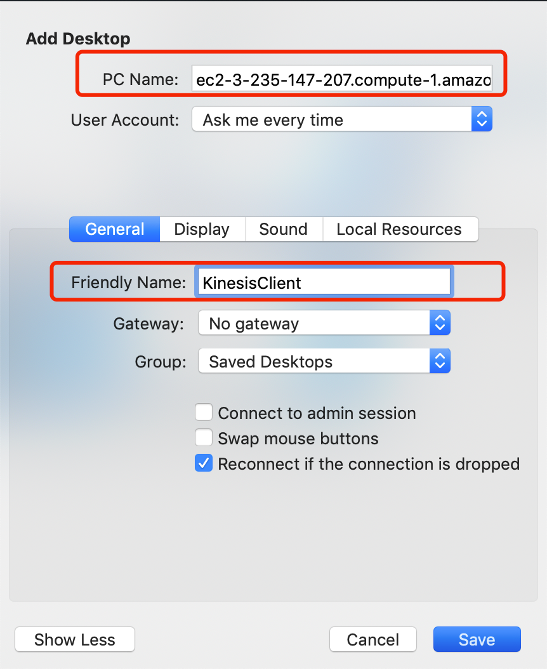 Add Desktop
PC Name: ec2-3-235-147-207.compute-1.amazo
User Account: Ask me every time
General Display Sound Local Resources
Friendly Name: KinesisClient
Gateway: No gateway
Group: Saved Desktops
Connect to admin session
Swap mouse buttons
Reconnect if the connection is dropped
Show Less Cancel Save